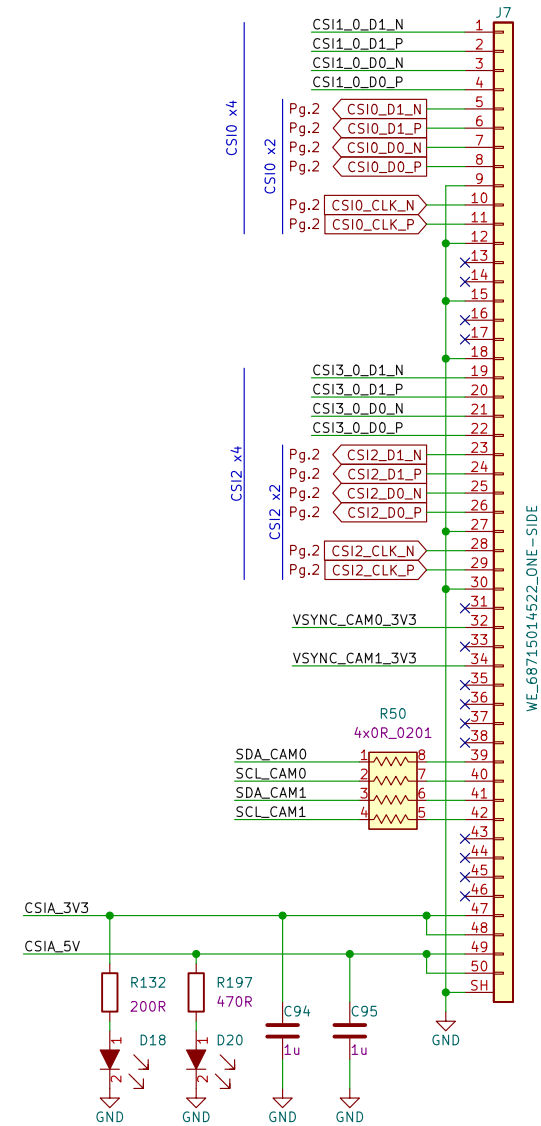 J7
CSI1_0_D1_N 1
CSI1_0_D1_P 2
CSI1_0_D0_N 3
CSI1_0_D0_P 4
CSI0 x4
CSI0 x2
Pg.2 CSI0_D1_N 5
Pg.2 CSI0_D1_P 6
Pg.2 CSI0_D0_N 7
Pg.2 CSI0_D0_P 8
9
Pg.2 CSI0_CLK_N 10
Pg.2 CSI0_CLK_P 11
12
13
14
15
16
17
18
CSI3_0_D1_N 19
CSI3_0_D1_P 20
CSI3_0_D0_N 21
CSI3_0_D0_P 22
CSI2 x4
CSI2 x2
Pg.2 CSI2_D1_N 23
Pg.2 CSI2_D1_P 24
Pg.2 CSI2_D0_N 25
Pg.2 CSI2_D0_P 26
27
Pg.2 CSI2_CLK_N 28
Pg.2 CSI2_CLK_P 29
30
31
VSYNC_CAM0_3V3 32
33
VSYNC_CAM1_3V3 34
35
36
37
38
WE_68715014522_ONE-SIDE
R50
4x0R_0201
SDA_CAM0 1 8 39
SCL_CAM0 2 7 40
SDA_CAM1 3 6 41
SCL_CAM1 4 5 42
43
44
45
46
CSIA_3V3 47
48
CSIA_5V 49
50
SH
R132
200R
R197
470R
C94
1u
C95
1u
D18
1
2
D20
1
2
GND
GND
GND
GND
GND